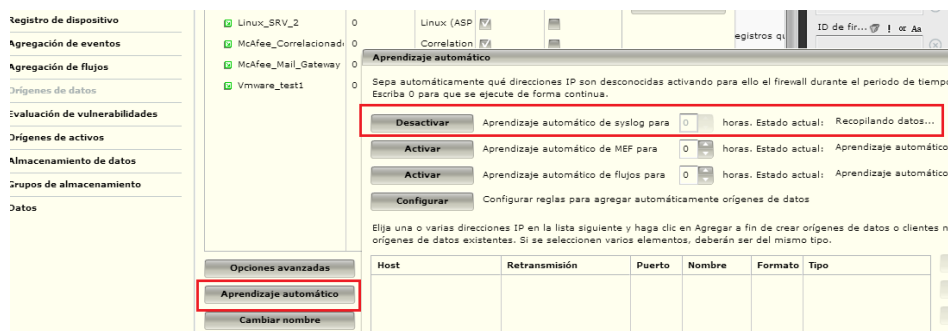 Registro de dispositivo
Agregación de eventos
Agregación de flujos
Orígenes de datos
Evaluación de vulnerabilidades
Orígenes de activos
Almacenamiento de datos
Grupos de almacenamiento
Datos
Linux_SRV_2 0 Linux (ASP
McAfee_Correlacionado 0 Correlation
McAfee_Mail_Gateway 0
Vmware_test1 0
egistros qu
ID de fir... ! or Aa
Aprendizaje automático
Sepa automáticamente qué direcciones IP son desconocidas activando para ello el firewall durante el periodo de tiempo
Escriba 0 para que se ejecute de forma continua.
Desactivar Aprendizaje automático de syslog para 0 horas. Estado actual: Recopilando datos...
Activar Aprendizaje automático de MEF para 0 horas. Estado actual: Aprendizaje automático
Activar Aprendizaje automático de flujos para 0 horas. Estado actual: Aprendizaje automático
Configurar Configurar reglas para agregar automáticamente orígenes de datos
Elija una o varias direcciones IP en la lista siguiente y haga clic en Agregar a fin de crear orígenes de datos o clientes n
orígenes de datos existentes. Si se seleccionen varios elementos, deberán ser del mismo tipo.
Host Retransmisión Puerto Nombre Formato Tipo
Opciones avanzadas
Aprendizaje automático
Cambiar nombre